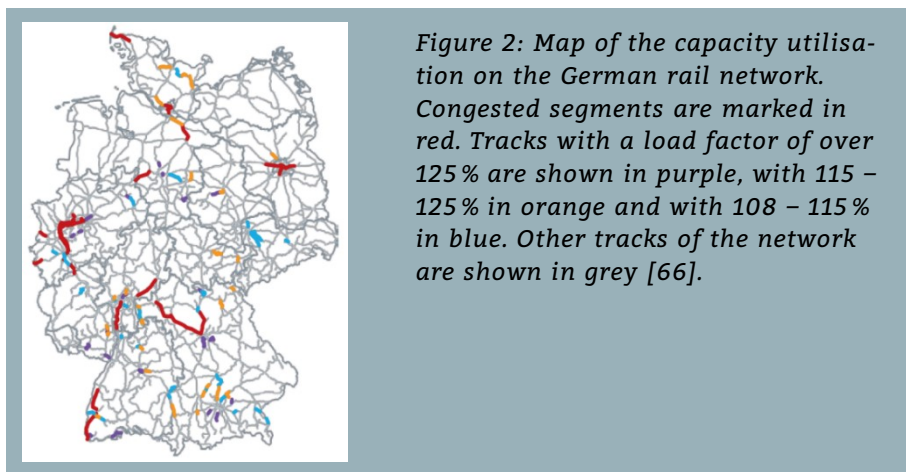 Figure 2: Map of the capacity utilisa-
tion on the German rail network.
Congested segments are marked in
red. Tracks with a load factor of over
125 % are shown in purple, with 115 –
125 % in orange and with 108 – 115 %
in blue. Other tracks of the network
are shown in grey [66].